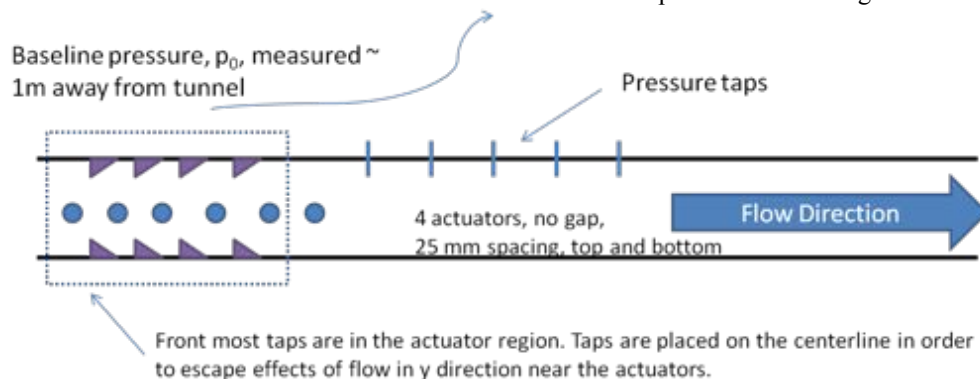 Baseline pressure, p₀, measured ~
1m away from tunnel
Pressure taps
4 actuators, no gap,
25 mm spacing, top and bottom
Flow Direction
Front most taps are in the actuator region. Taps are placed on the centerline in order
to escape effects of flow in y direction near the actuators.